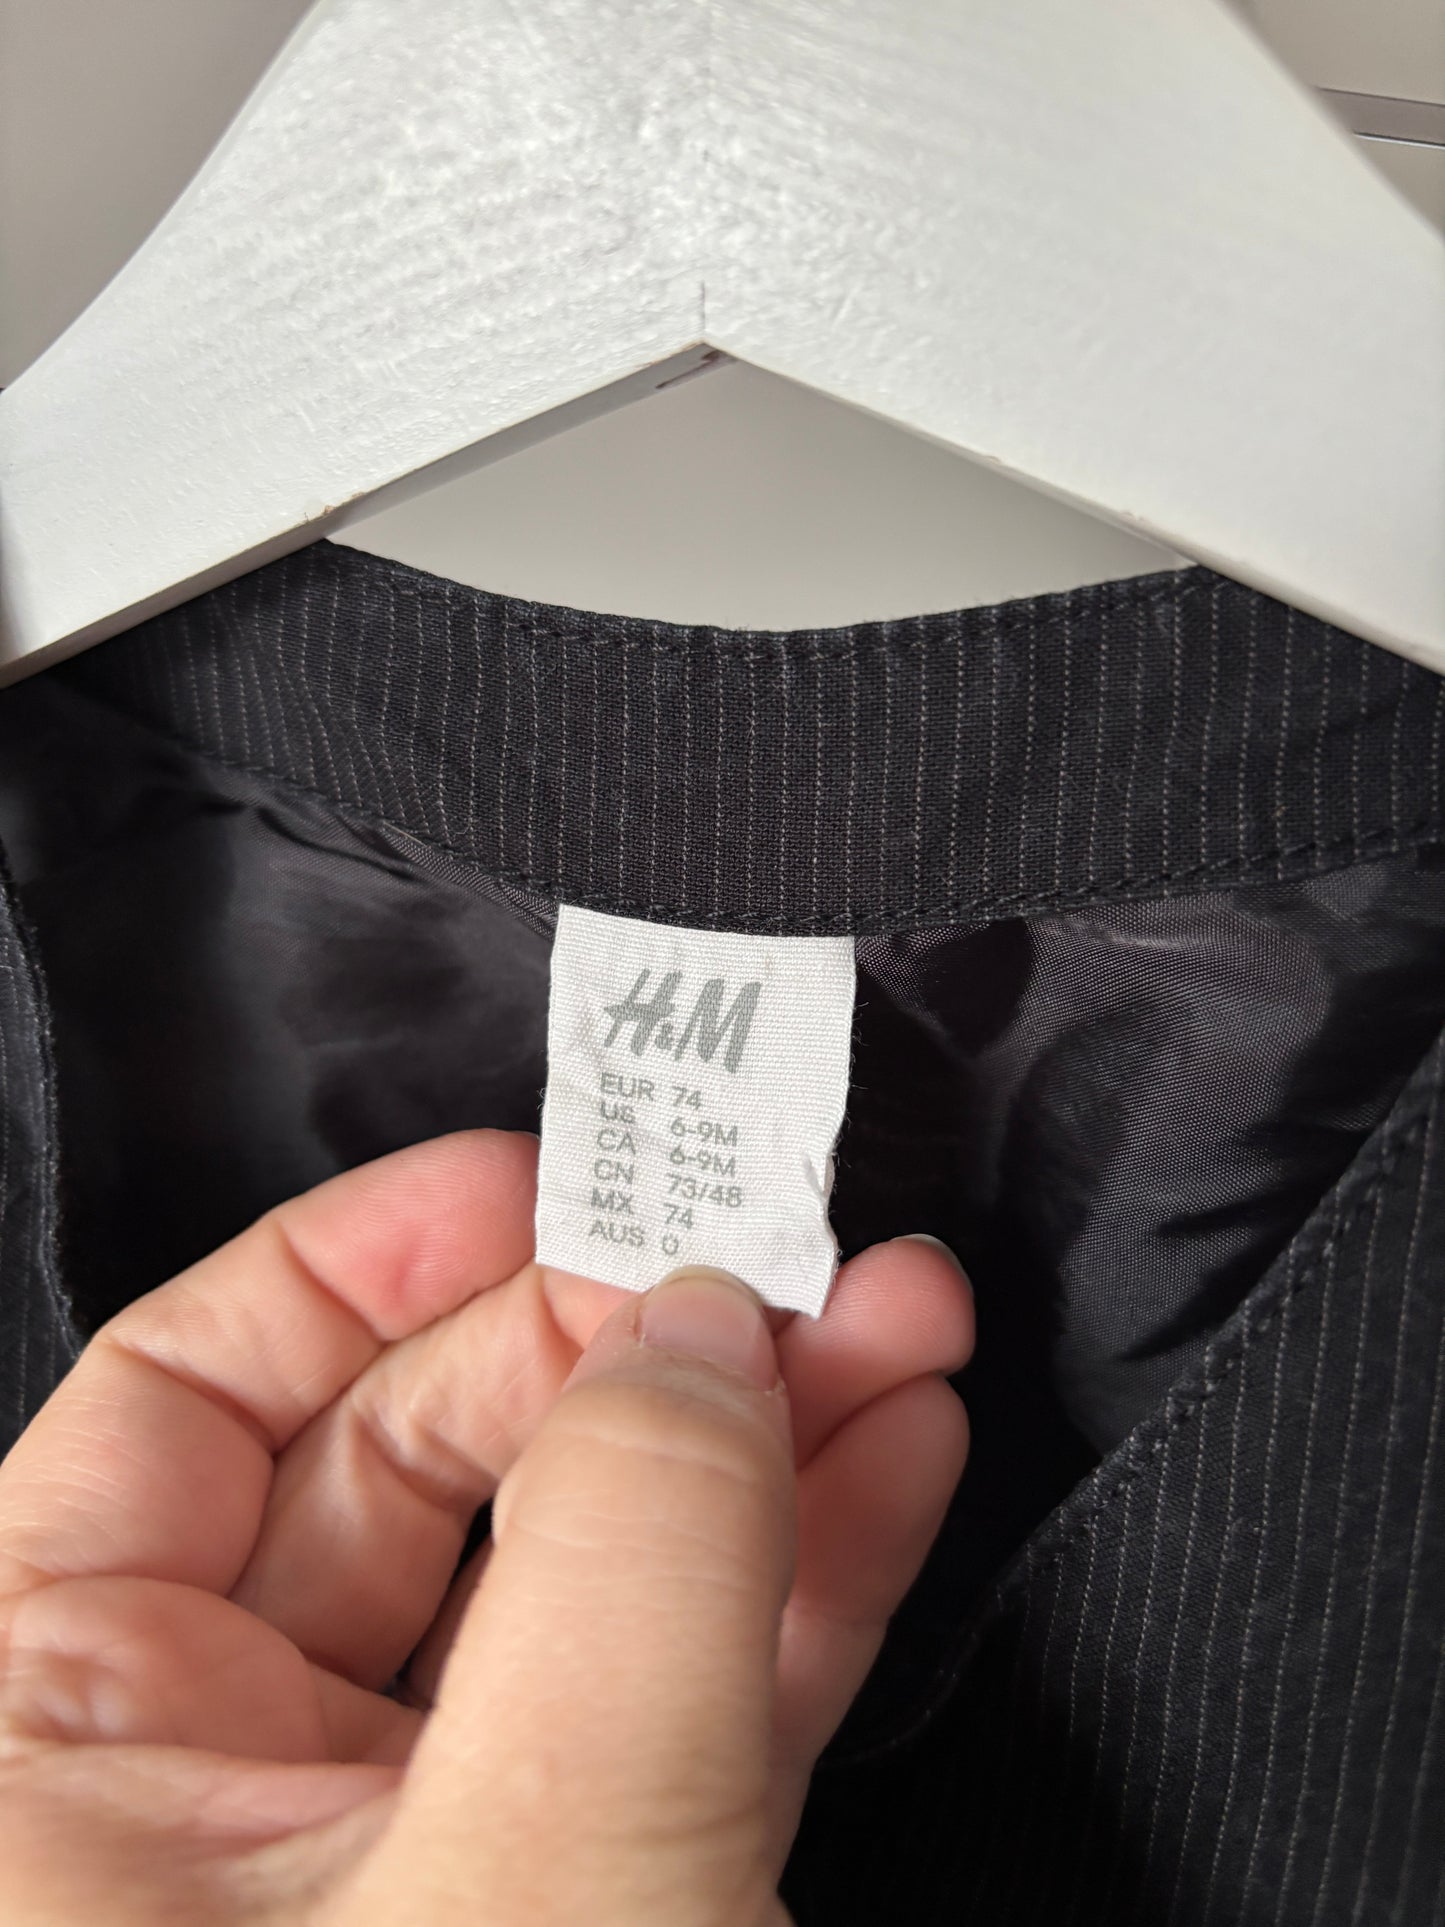 H&M
EUR 74
US 6-9M
CA 6-9M
CN 73/48
MX 74
AUS 0